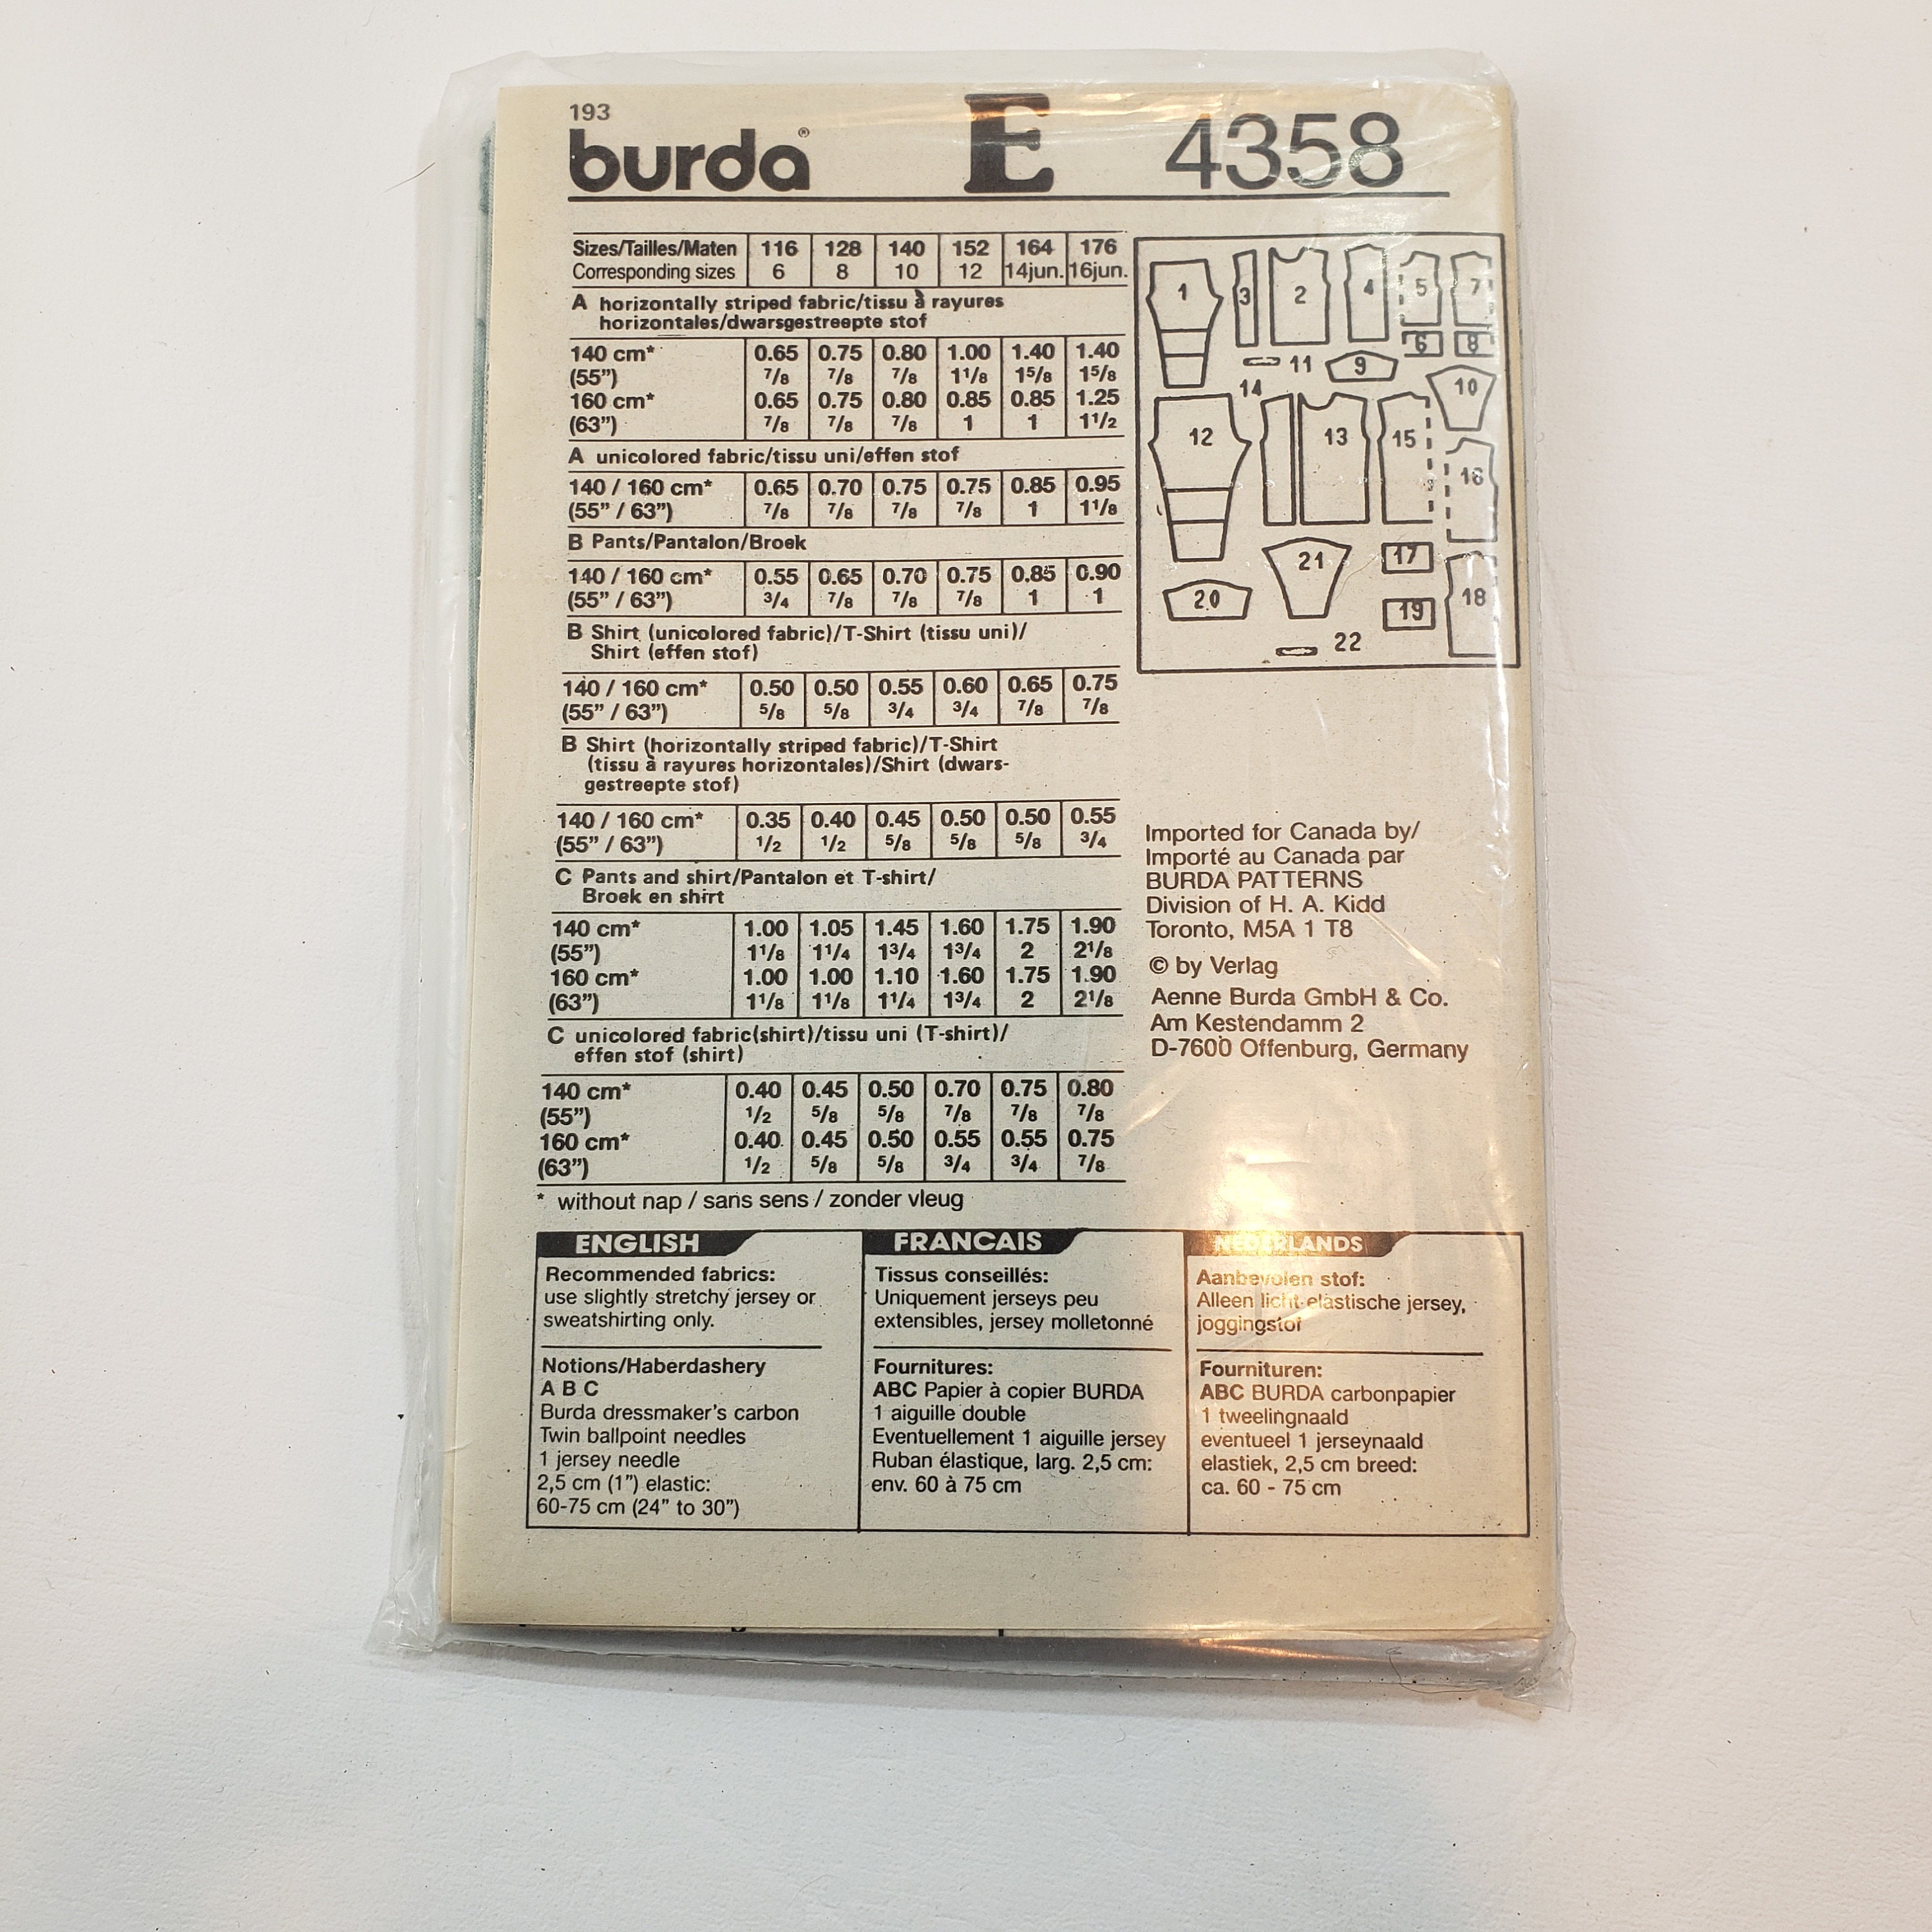 193
burda® E 4358
Sizes/Tailles/Maten 116 128 140 152 164 176
Corresponding sizes 6 8 10 12 14jun. 16jun.
A horizontally striped fabric/tissu à rayures
horizontales/dwarsgestreepte stof
140 cm* 0.65 0.75 0.80 1.00 1.40 1.40
(55”) 7/8 7/8 7/8 1 1/8 1 5/8 1 5/8
160 cm* 0.65 0.75 0.80 0.85 0.85 1.25
(63”) 7/8 7/8 7/8 1 1 1 1/2
A unicolored fabric/tissu uni/effen stof
140 / 160 cm* 0.65 0.70 0.75 0.75 0.85 0.95
(55” / 63”) 7/8 7/8 7/8 7/8 1 1 1/8
B Pants/Pantalon/Broek
140 / 160 cm* 0.55 0.65 0.70 0.75 0.85 0.90
(55” / 63”) 3/4 7/8 7/8 7/8 1 1
B Shirt (unicolored fabric)/T-Shirt (tissu uni)/
Shirt (effen stof)
140 / 160 cm* 0.50 0.50 0.55 0.60 0.65 0.75
(55” / 63”) 5/8 5/8 3/4 3/4 7/8 7/8
B Shirt (horizontally striped fabric)/T-Shirt
(tissu à rayures horizontales)/Shirt (dwars-
gestreepte stof)
140 / 160 cm* 0.35 0.40 0.45 0.50 0.50 0.55
(55” / 63”) 1/2 1/2 5/8 5/8 5/8 3/4
C Pants and shirt/Pantalon et T-shirt/
Broek en shirt
140 cm* 1.00 1.05 1.45 1.60 1.75 1.90
(55”) 1 1/8 1 1/4 1 3/4 1 3/4 2 2 1/8
160 cm* 1.00 1.00 1.10 1.60 1.75 1.90
(63”) 1 1/8 1 1/8 1 1/4 1 3/4 2 2 1/8
C unicolored fabric(shirt)/tissu uni (T-shirt)/
effen stof (shirt)
140 cm* 0.40 0.45 0.50 0.70 0.75 0.80
(55”) 1/2 5/8 5/8 7/8 7/8 7/8
160 cm* 0.40 0.45 0.50 0.55 0.55 0.75
(63”) 1/2 5/8 5/8 3/4 3/4 7/8
* without nap / sans sens / zonder vleug
1 3 2 4 5 7
6 8
11 9
14 10
12 13 15 16
21 17
20 19 18
22
Imported for Canada by/
Importé au Canada par
BURDA PATTERNS
Division of H. A. Kidd
Toronto, M5A 1 T8
© by Verlag
Aenne Burda GmbH & Co.
Am Kestendamm 2
D-7600 Offenburg, Germany
ENGLISH
Recommended fabrics:
use slightly stretchy jersey or
sweatshirting only.
Notions/Haberdashery
A B C
Burda dressmaker's carbon
Twin ballpoint needles
1 jersey needle
2,5 cm (1”) elastic:
60-75 cm (24” to 30”)
FRANCAIS
Tissus conseillés:
Uniquement jerseys peu
extensibles, jersey molletonné
Fournitures:
ABC Papier à copier BURDA
1 aiguille double
Eventuellement 1 aiguille jersey
Ruban élastique, larg. 2,5 cm:
env. 60 à 75 cm
NEDERLANDS
Aanbevolen stof:
Alleen licht-elastische jersey,
joggingstof
Fournituren:
ABC BURDA carbonpapier
1 tweelingnaald
eventueel 1 jerseynaald
elastiek, 2,5 cm breed:
ca. 60 - 75 cm